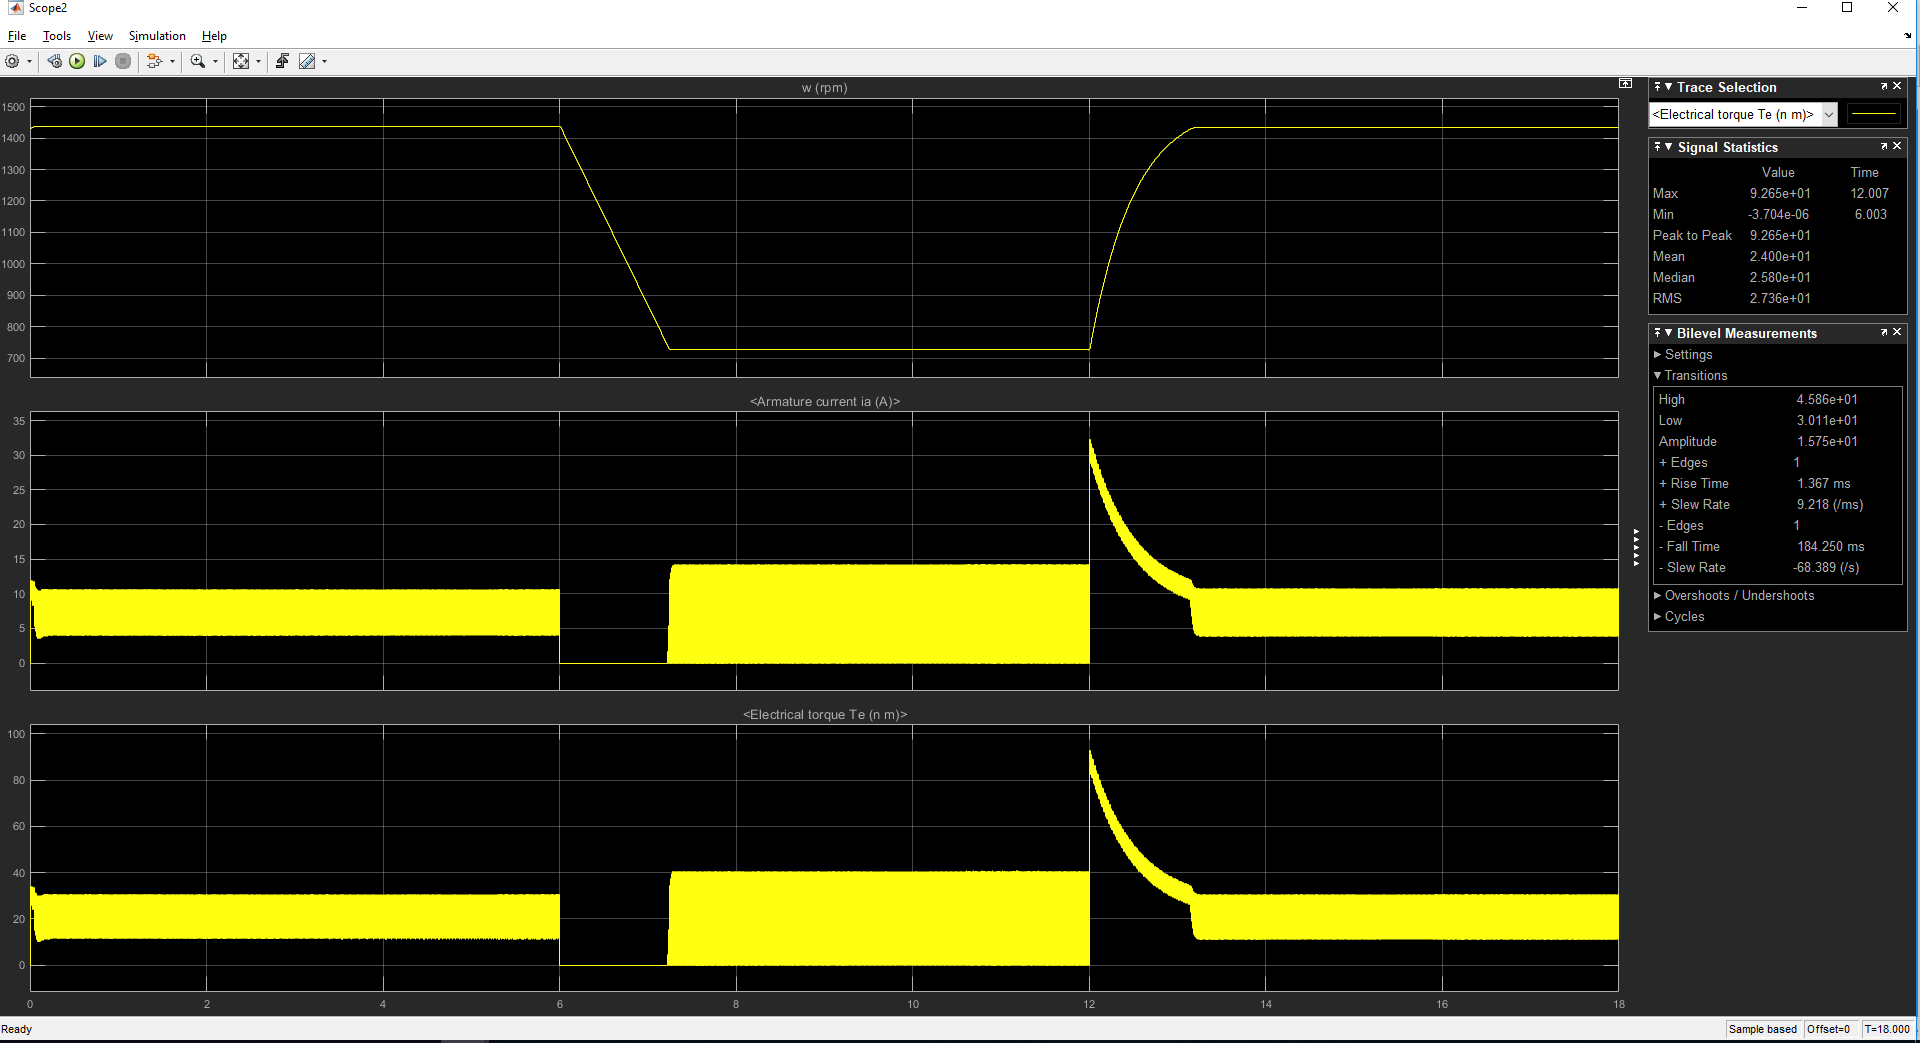 Scope2
File Tools View Simulation Help
w (rpm)
1500
1400
1300
1200
1100
1000
900
800
700
<Armature current ia (A)>
35
30
25
20
15
10
5
0
<Electrical torque Te (n m)>
100
80
60
40
20
0
0 2 4 6 8 10 12 14 16 18
Trace Selection
<Electrical torque Te (n m)>
Signal Statistics
Value Time
Max 9.265e+01 12.007
Min -3.704e-06 6.003
Peak to Peak 9.265e+01
Mean 2.400e+01
Median 2.580e+01
RMS 2.736e+01
Bilevel Measurements
Settings
Transitions
High 4.586e+01
Low 3.011e+01
Amplitude 1.575e+01
+ Edges 1
+ Rise Time 1.367 ms
+ Slew Rate 9.218 (/ms)
- Edges 1
- Fall Time 184.250 ms
- Slew Rate -68.389 (/s)
Overshoots / Undershoots
Cycles
Ready
Sample based Offset=0 T=18.000